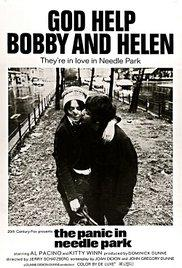 GOD HELP
BOBBY AND HELEN
They're in love in Needle Park
20th Century-Fox presents the panic in
needle park
starring AL PACINO and KITTY WINN produced by DOMINICK DUNNE
directed by JERRY SCHATZBERG screenplay by JOAN DIDION and JOHN GREGORY DUNNE
COLOR BY DE LUXE®